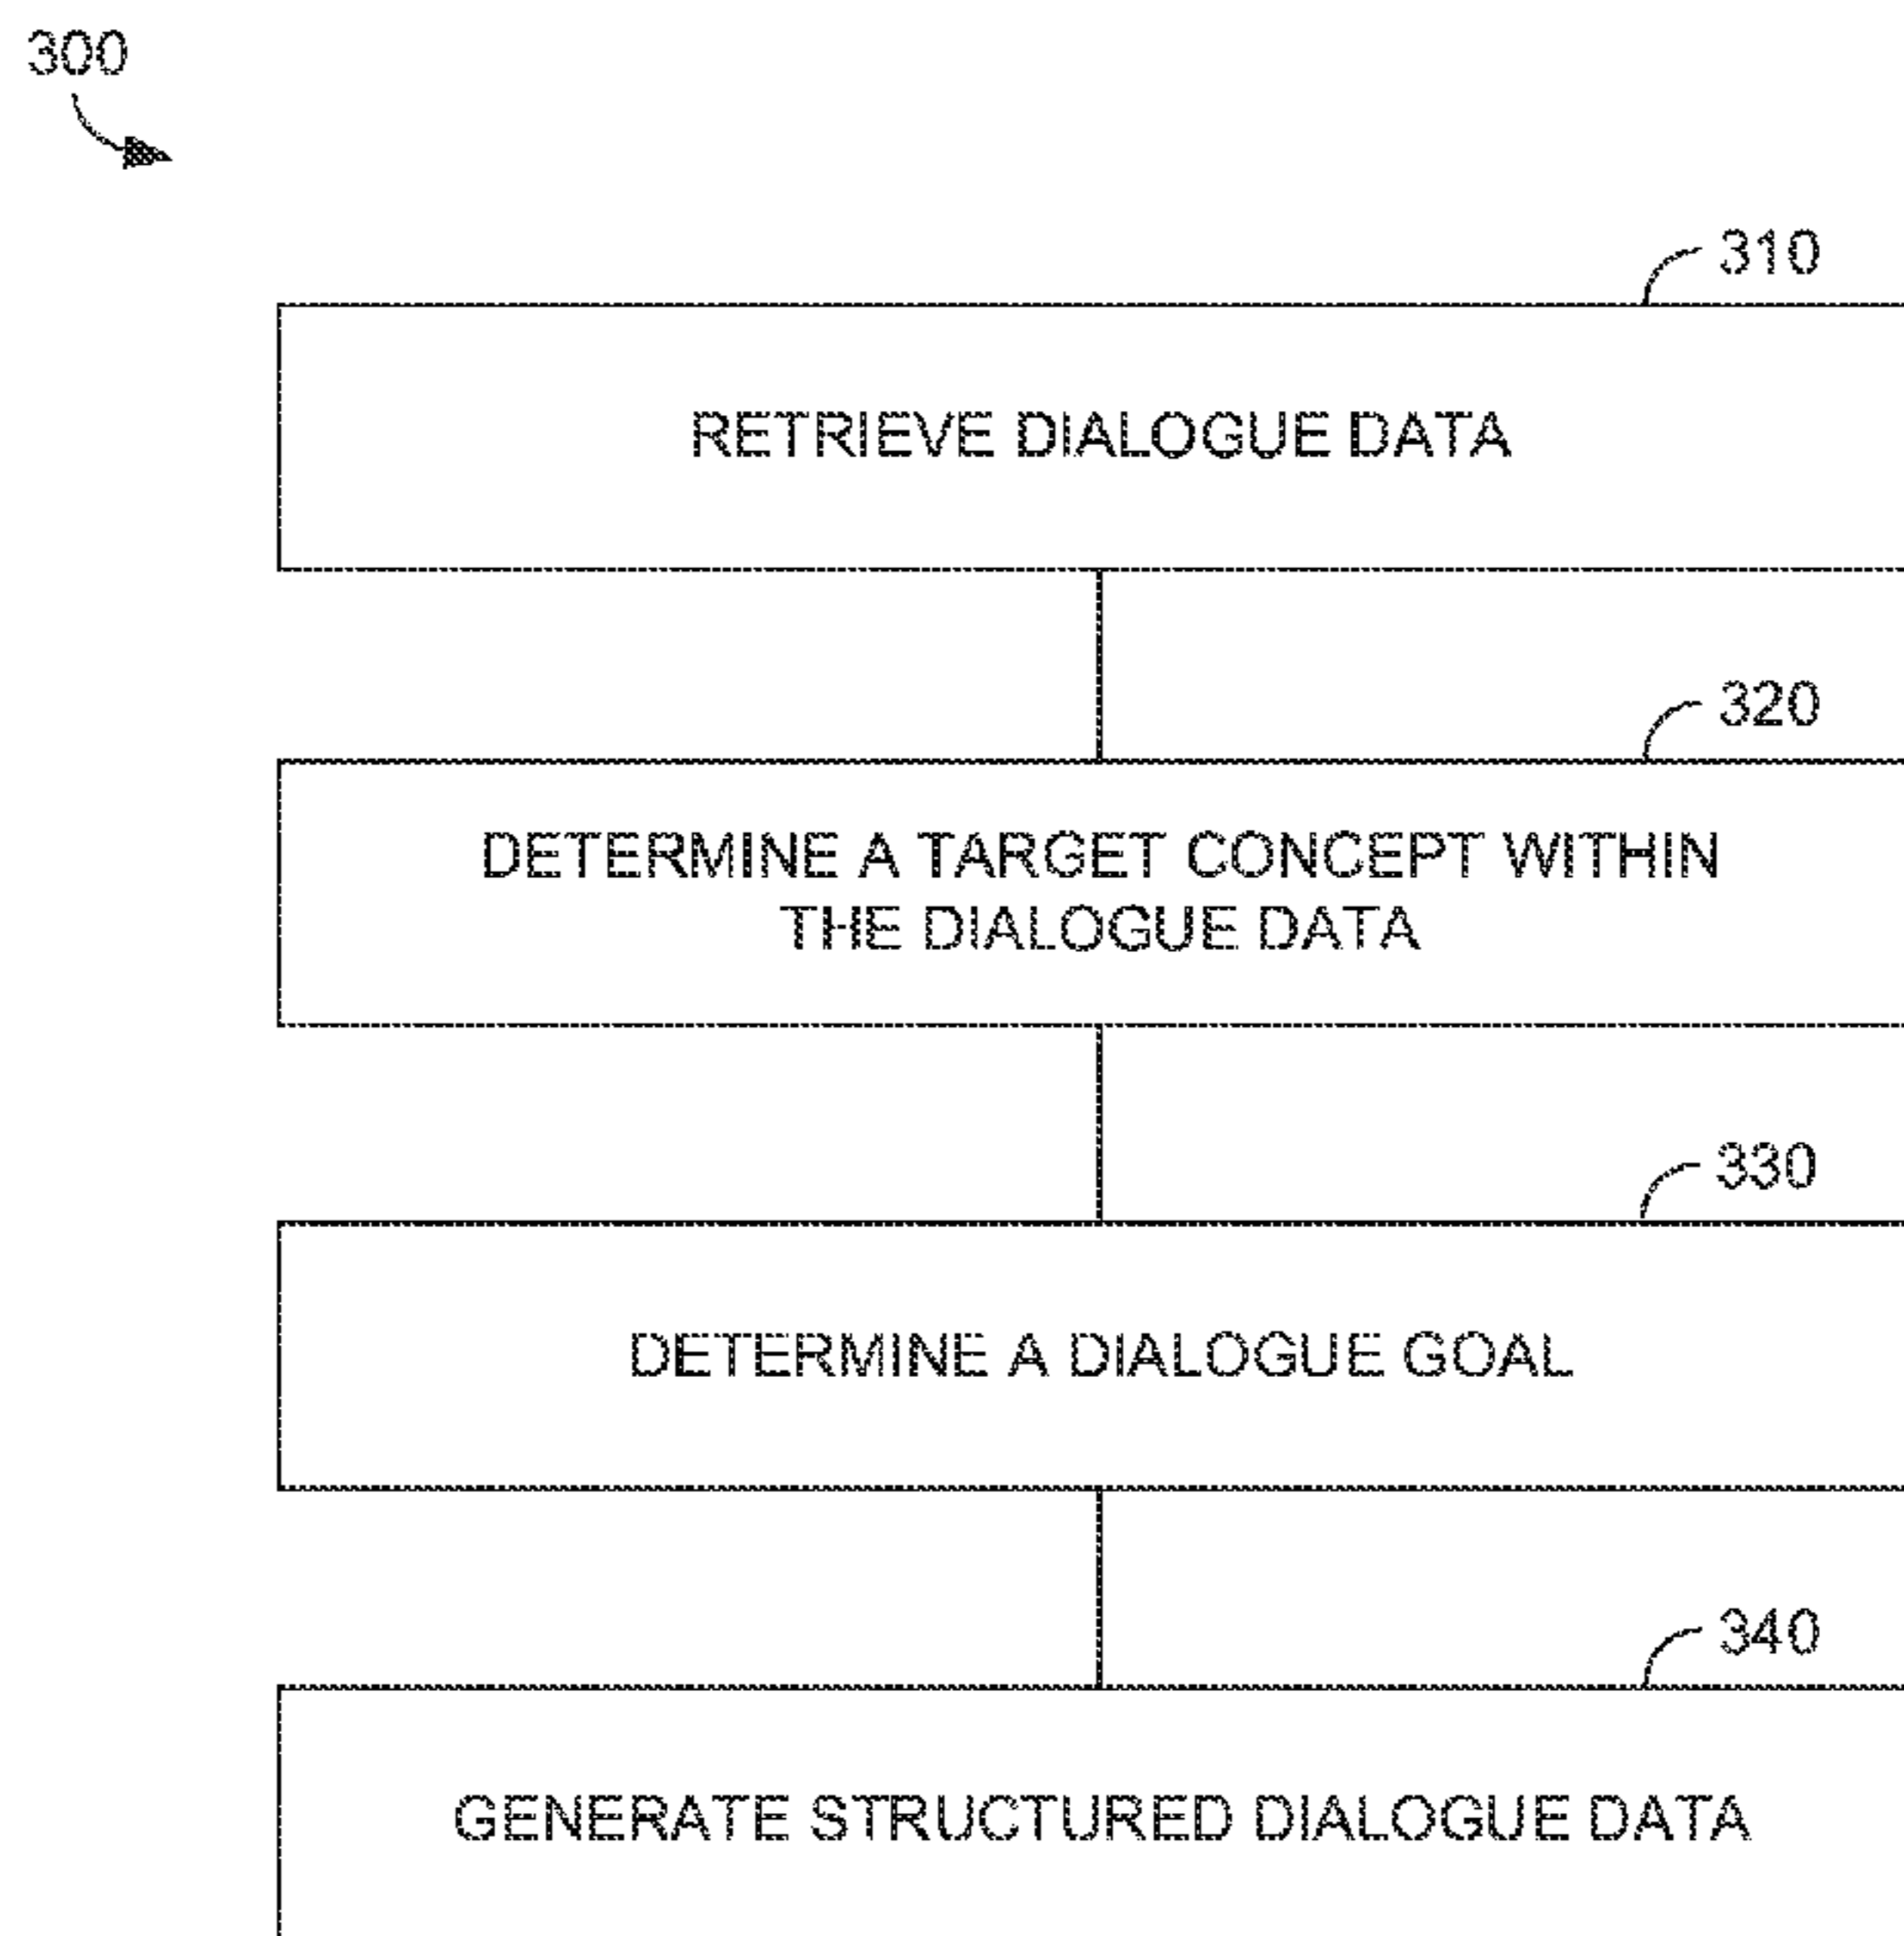 300
310
RETRIEVE DIALOGUE DATA
320
DETERMINE A TARGET CONCEPT WITHIN
THE DIALOGUE DATA
330
DETERMINE A DIALOGUE GOAL
340
GENERATE STRUCTURED DIALOGUE DATA